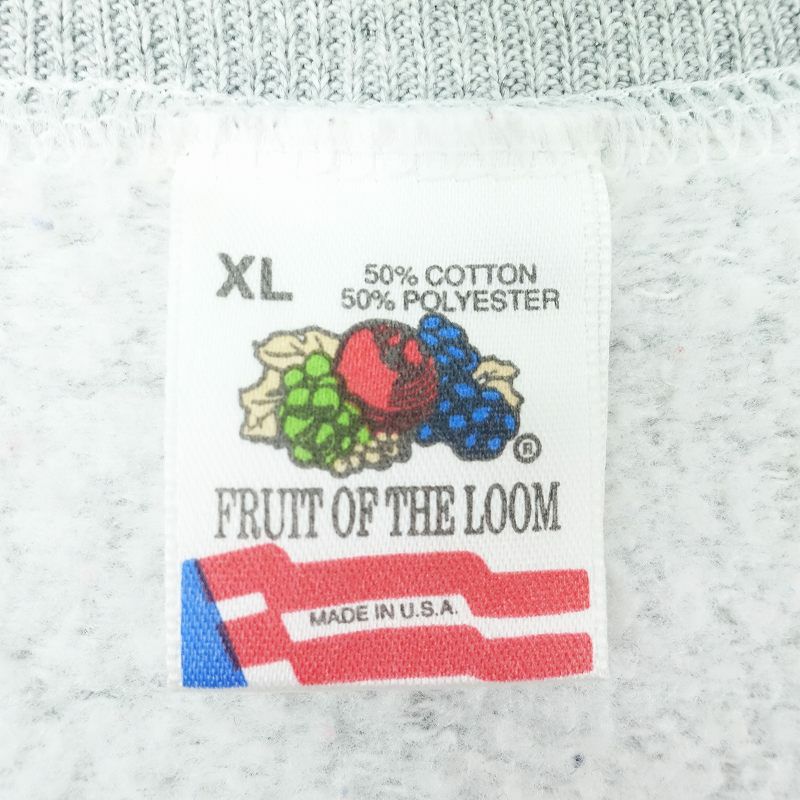 XL
50% COTTON
50% POLYESTER
®
FRUIT OF THE LOOM
MADE IN U.S.A.